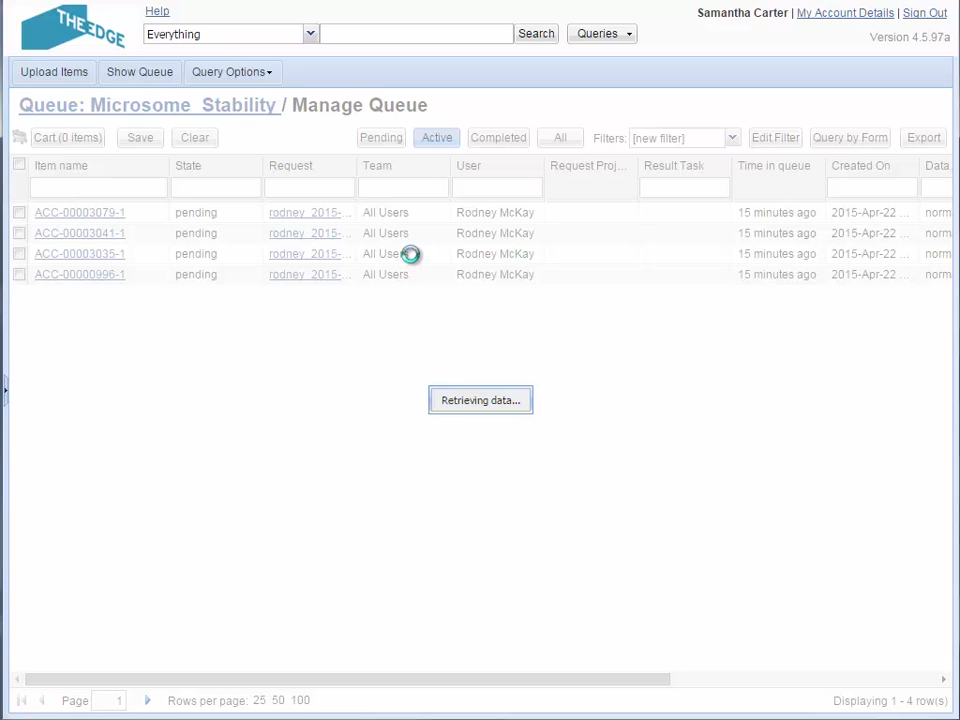 THE EDGE
Help
Samantha Carter | My Account Details | Sign Out
Everything Search Queries
Version 4.5.97a
Upload Items Show Queue Query Options
Queue: Microsome_Stability / Manage Queue
Cart (0 items) Save Clear Pending Active Completed All Filters: [new filter] Edit Filter Query by Form Export
Item name State Request Team User Request Proj... Result Task Time in queue Created On Data
ACC-00003079-1 pending rodney_2015-... All Users Rodney McKay 15 minutes ago 2015-Apr-22 ... norm
ACC-00003041-1 pending rodney_2015-... All Users Rodney McKay 15 minutes ago 2015-Apr-22 ... norm
ACC-00003035-1 pending rodney_2015-... All Users Rodney McKay 15 minutes ago 2015-Apr-22 ... norm
ACC-00000996-1 pending rodney_2015-... All Users Rodney McKay 15 minutes ago 2015-Apr-22 ... norm
Retrieving data...
Page 1 Rows per page: 25 50 100 Displaying 1 - 4 row(s)